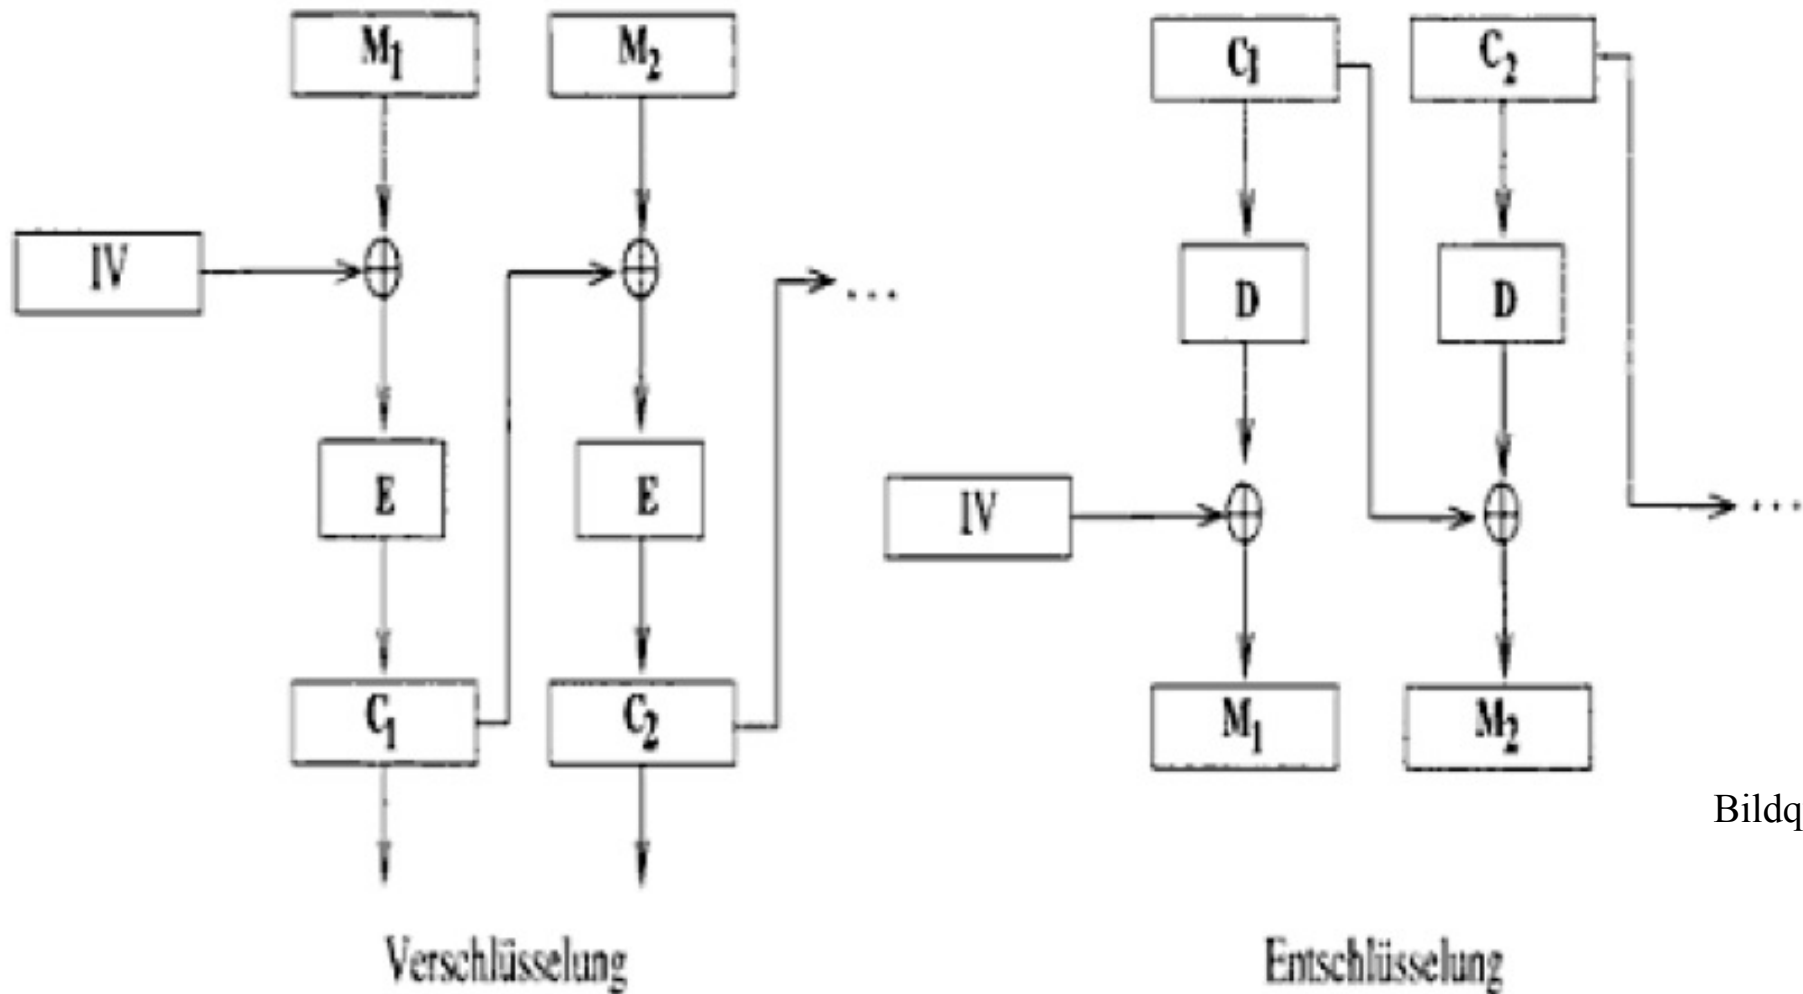 M1 M2
IV
E E
C1 C2
...
Verschlüsselung
C1 C2
D D
IV
...
M1 M2
Entschlüsselung
Bildq